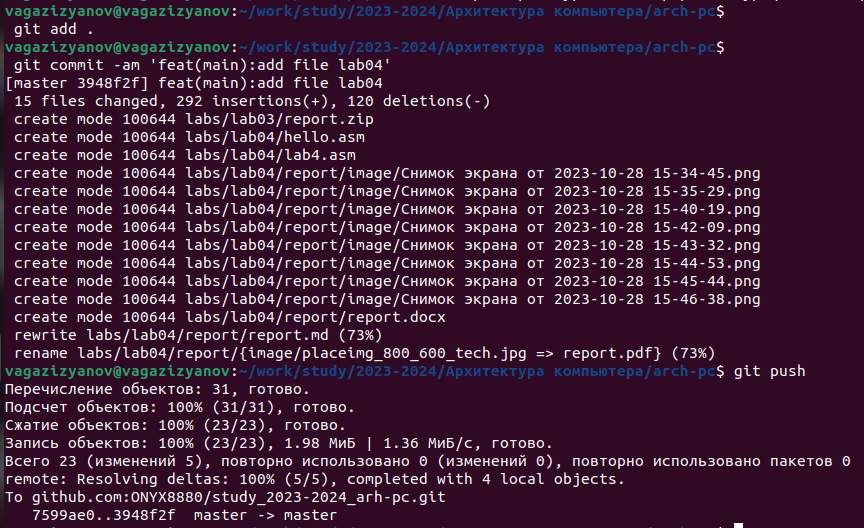 vagazizyanov@vagazizyanov:~/work/study/2023-2024/Архитектура компьютера/arch-pc$
git add .
vagazizyanov@vagazizyanov:~/work/study/2023-2024/Архитектура компьютера/arch-pc$
git commit -am 'feat(main):add file lab04'
[master 3948f2f] feat(main):add file lab04
15 files changed, 292 insertions(+), 120 deletions(-)
create mode 100644 labs/lab03/report.zip
create mode 100644 labs/lab04/hello.asm
create mode 100644 labs/lab04/lab4.asm
create mode 100644 labs/lab04/report/image/Снимок экрана от 2023-10-28 15-34-45.png
create mode 100644 labs/lab04/report/image/Снимок экрана от 2023-10-28 15-35-29.png
create mode 100644 labs/lab04/report/image/Снимок экрана от 2023-10-28 15-40-19.png
create mode 100644 labs/lab04/report/image/Снимок экрана от 2023-10-28 15-42-09.png
create mode 100644 labs/lab04/report/image/Снимок экрана от 2023-10-28 15-43-32.png
create mode 100644 labs/lab04/report/image/Снимок экрана от 2023-10-28 15-44-53.png
create mode 100644 labs/lab04/report/image/Снимок экрана от 2023-10-28 15-45-44.png
create mode 100644 labs/lab04/report/image/Снимок экрана от 2023-10-28 15-46-38.png
create mode 100644 labs/lab04/report/report.docx
rewrite labs/lab04/report/report.md (73%)
rename labs/lab04/report/{image/placeimg_800_600_tech.jpg => report.pdf} (73%)
vagazizyanov@vagazizyanov:~/work/study/2023-2024/Архитектура компьютера/arch-pc$ git push
Перечисление объектов: 31, готово.
Подсчет объектов: 100% (31/31), готово.
Сжатие объектов: 100% (23/23), готово.
Запись объектов: 100% (23/23), 1.98 МиБ | 1.36 МиБ/с, готово.
Всего 23 (изменений 5), повторно использовано 0 (изменений 0), повторно использовано пакетов 0
remote: Resolving deltas: 100% (5/5), completed with 4 local objects.
To github.com:ONYX8880/study_2023-2024_arh-pc.git
7599ae0..3948f2f  master -> master